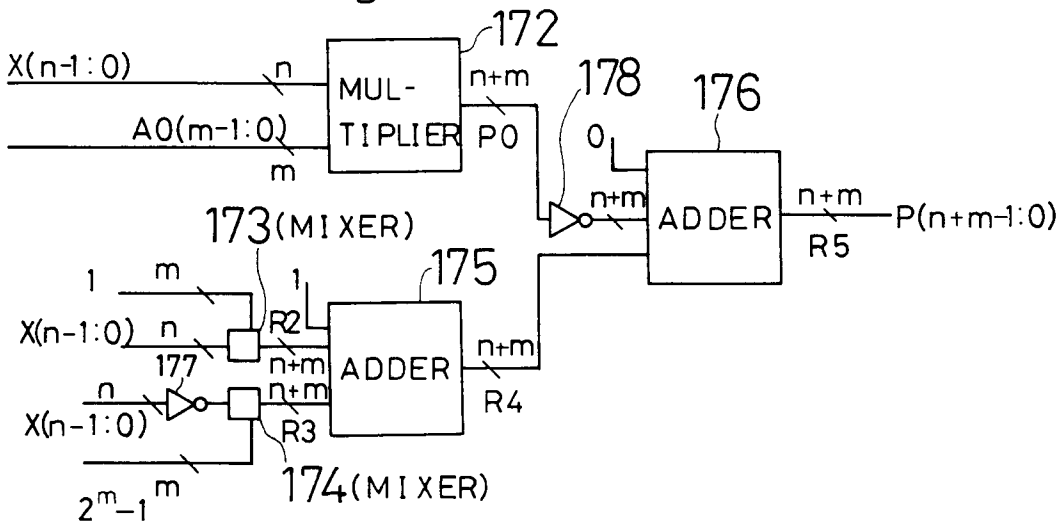 172
X(n-1:0)
n
MUL-
TIPLIER
n+m
P0
A0(m-1:0)
m
178
176
0
n+m
ADDER
n+m
R5
P(n+m-1:0)
173(MIXER)
1
m
X(n-1:0)
n
R2
n+m
1
175
ADDER
n+m
R4
177
n
X(n-1:0)
n+m
R3
2^m-1
m
174(MIXER)